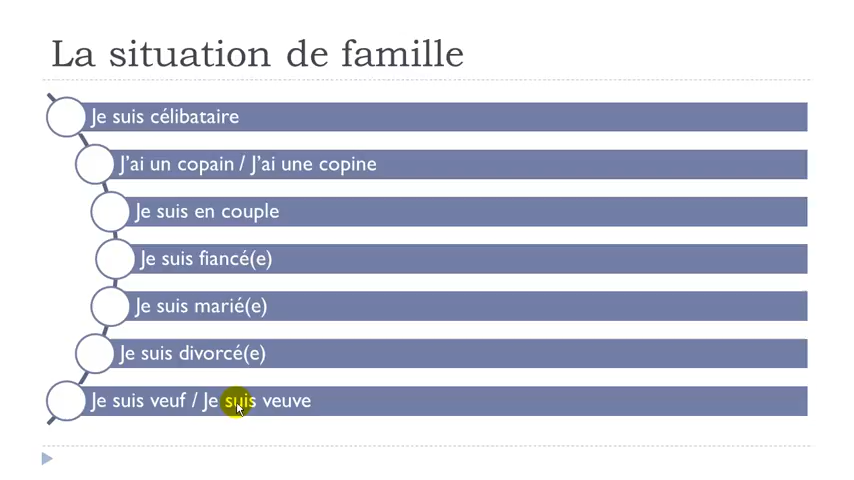 La situation de famille
Je suis célibataire
J’ai un copain / J’ai une copine
Je suis en couple
Je suis fiancé(e)
Je suis marié(e)
Je suis divorcé(e)
Je suis veuf / Je suis veuve